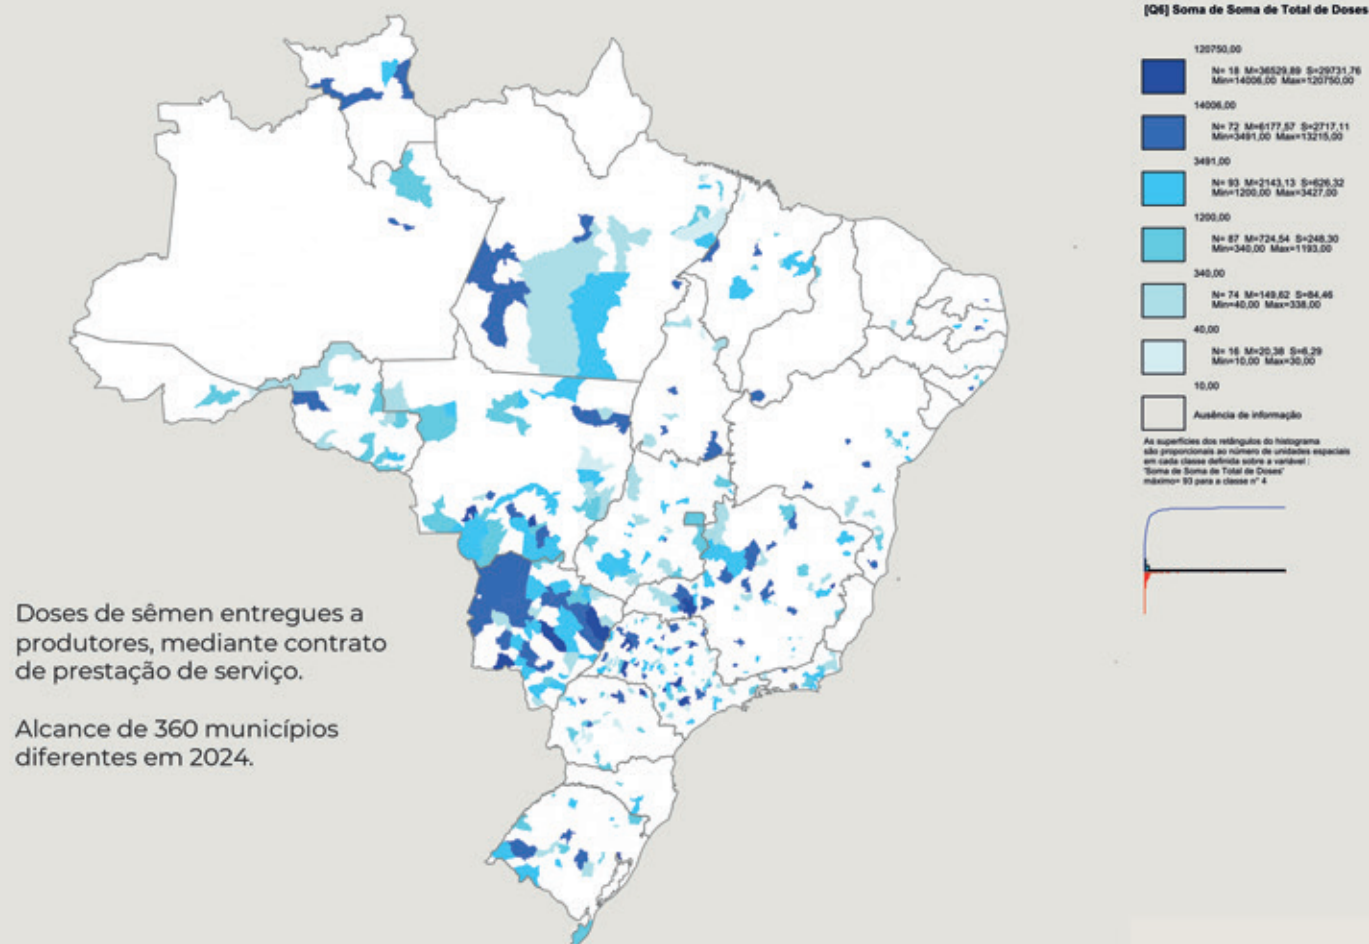 [Q6] Soma de Soma de Total de Doses
120750,00
N= 18 M=36529,89 S=29731,76
Min=14006,00 Max=120750,00
14006,00
N= 72 M=6177,57 S=2717,11
Min=3491,00 Max=13215,00
3491,00
N= 93 M=2143,13 S=626,32
Min=1200,00 Max=3427,00
1200,00
N= 87 M=724,54 S=248,30
Min=340,00 Max=1193,00
340,00
N= 74 M=149,62 S=84,46
Min=40,00 Max=338,00
40,00
N= 16 M=20,38 S=6,29
Min=10,00 Max=30,00
10,00
Ausência de informação
As superfícies dos retângulos do histograma
são proporcionais ao número de unidades espaciais
em cada classe definida sobre a variável :
'Soma de Soma de Total de Doses'
máximo= 93 para a classe n° 4
Doses de sêmen entregues a
produtores, mediante contrato
de prestação de serviço.
Alcance de 360 municípios
diferentes em 2024.